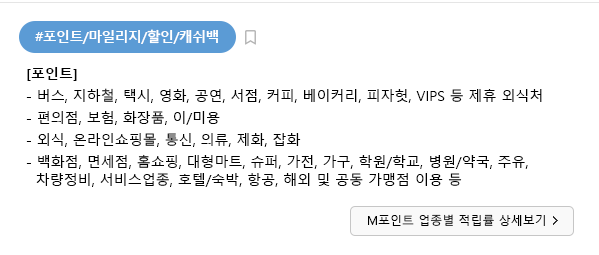 #포인트/마일리지/할인/캐쉬백
[포인트]
- 버스, 지하철, 택시, 영화, 공연, 서점, 커피, 베이커리, 피자헛, VIPS 등 제휴 외식처
- 편의점, 보험, 화장품, 이/미용
- 외식, 온라인쇼핑몰, 통신, 의류, 제화, 잡화
- 백화점, 면세점, 홈쇼핑, 대형마트, 슈퍼, 가전, 가구, 학원/학교, 병원/약국, 주유,
차량정비, 서비스업종, 호텔/숙박, 항공, 해외 및 공동 가맹점 이용 등
M포인트 업종별 적립률 상세보기 >